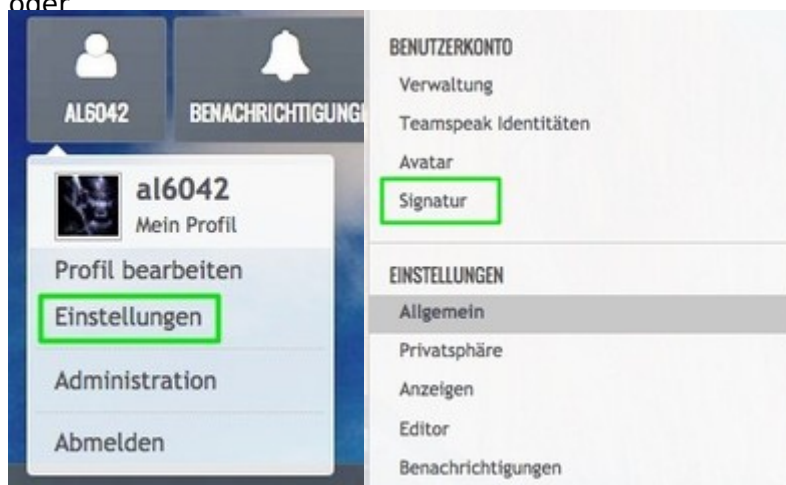 oder
AL6042
BENACHRICHTIGUNG
al6042
Mein Profil
Profil bearbeiten
Einstellungen
Administration
Abmelden
BENUTZERKONTO
Verwaltung
Teamspeak Identitäten
Avatar
Signatur
EINSTELLUNGEN
Allgemein
Privatsphäre
Anzeigen
Editor
Benachrichtigungen